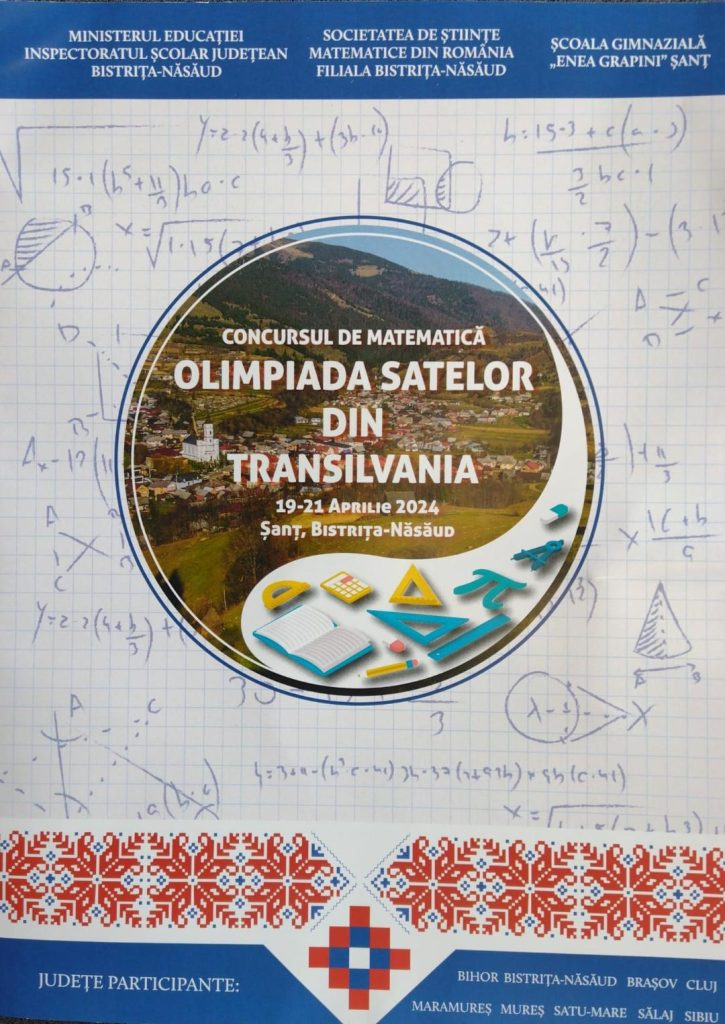 MINISTERUL EDUCAȚIEI
INSPECTORATUL ȘCOLAR JUDEȚEAN
BISTRIȚA-NĂSĂUD
SOCIETATEA DE ȘTIINȚE
MATEMATICE DIN ROMÂNIA
FILIALA BISTRIȚA-NĂSĂUD
ȘCOALA GIMNAZIALĂ
„ENEA GRAPINI” ȘANȚ
CONCURSUL DE MATEMATICĂ
OLIMPIADA SATELOR
DIN
TRANSILVANIA
19-21 APRILIE 2024
ȘANȚ, BISTRIȚA-NĂSĂUD
JUDEȚE PARTICIPANTE:
BIHOR BISTRIȚA-NĂSĂUD BRAȘOV CLUJ
MARAMUREȘ MUREȘ SATU-MARE SĂLAJ SIBIU